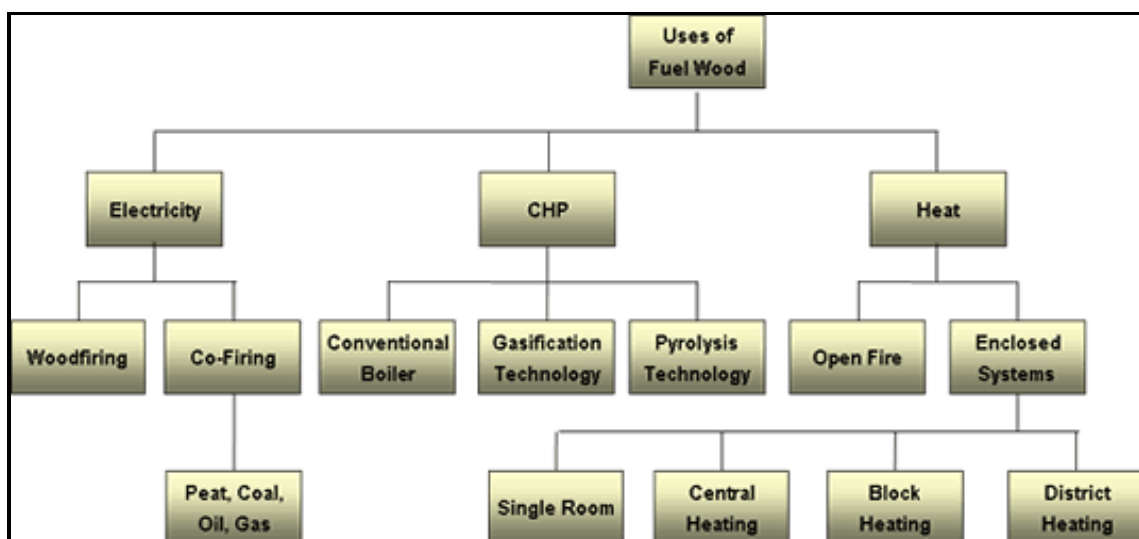 Uses of
Fuel Wood
Electricity
CHP
Heat
Woodfiring
Co-Firing
Conventional
Boiler
Gasification
Technology
Pyrolysis
Technology
Open Fire
Enclosed
Systems
Peat, Coal,
Oil, Gas
Single Room
Central
Heating
Block
Heating
District
Heating